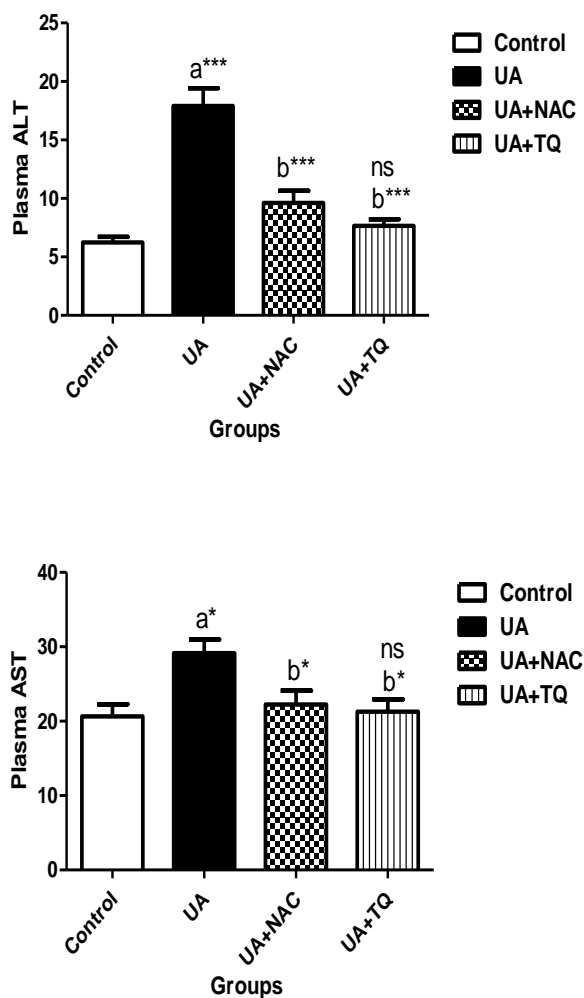 Plasma ALT
25
20
15
10
5
0
a***
b***
ns
b***
Control
UA
UA+NAC
UA+TQ
Groups
Control
UA
UA+NAC
UA+TQ
Plasma AST
40
30
20
10
0
a*
b*
ns
b*
Control
UA
UA+NAC
UA+TQ
Groups
Control
UA
UA+NAC
UA+TQ